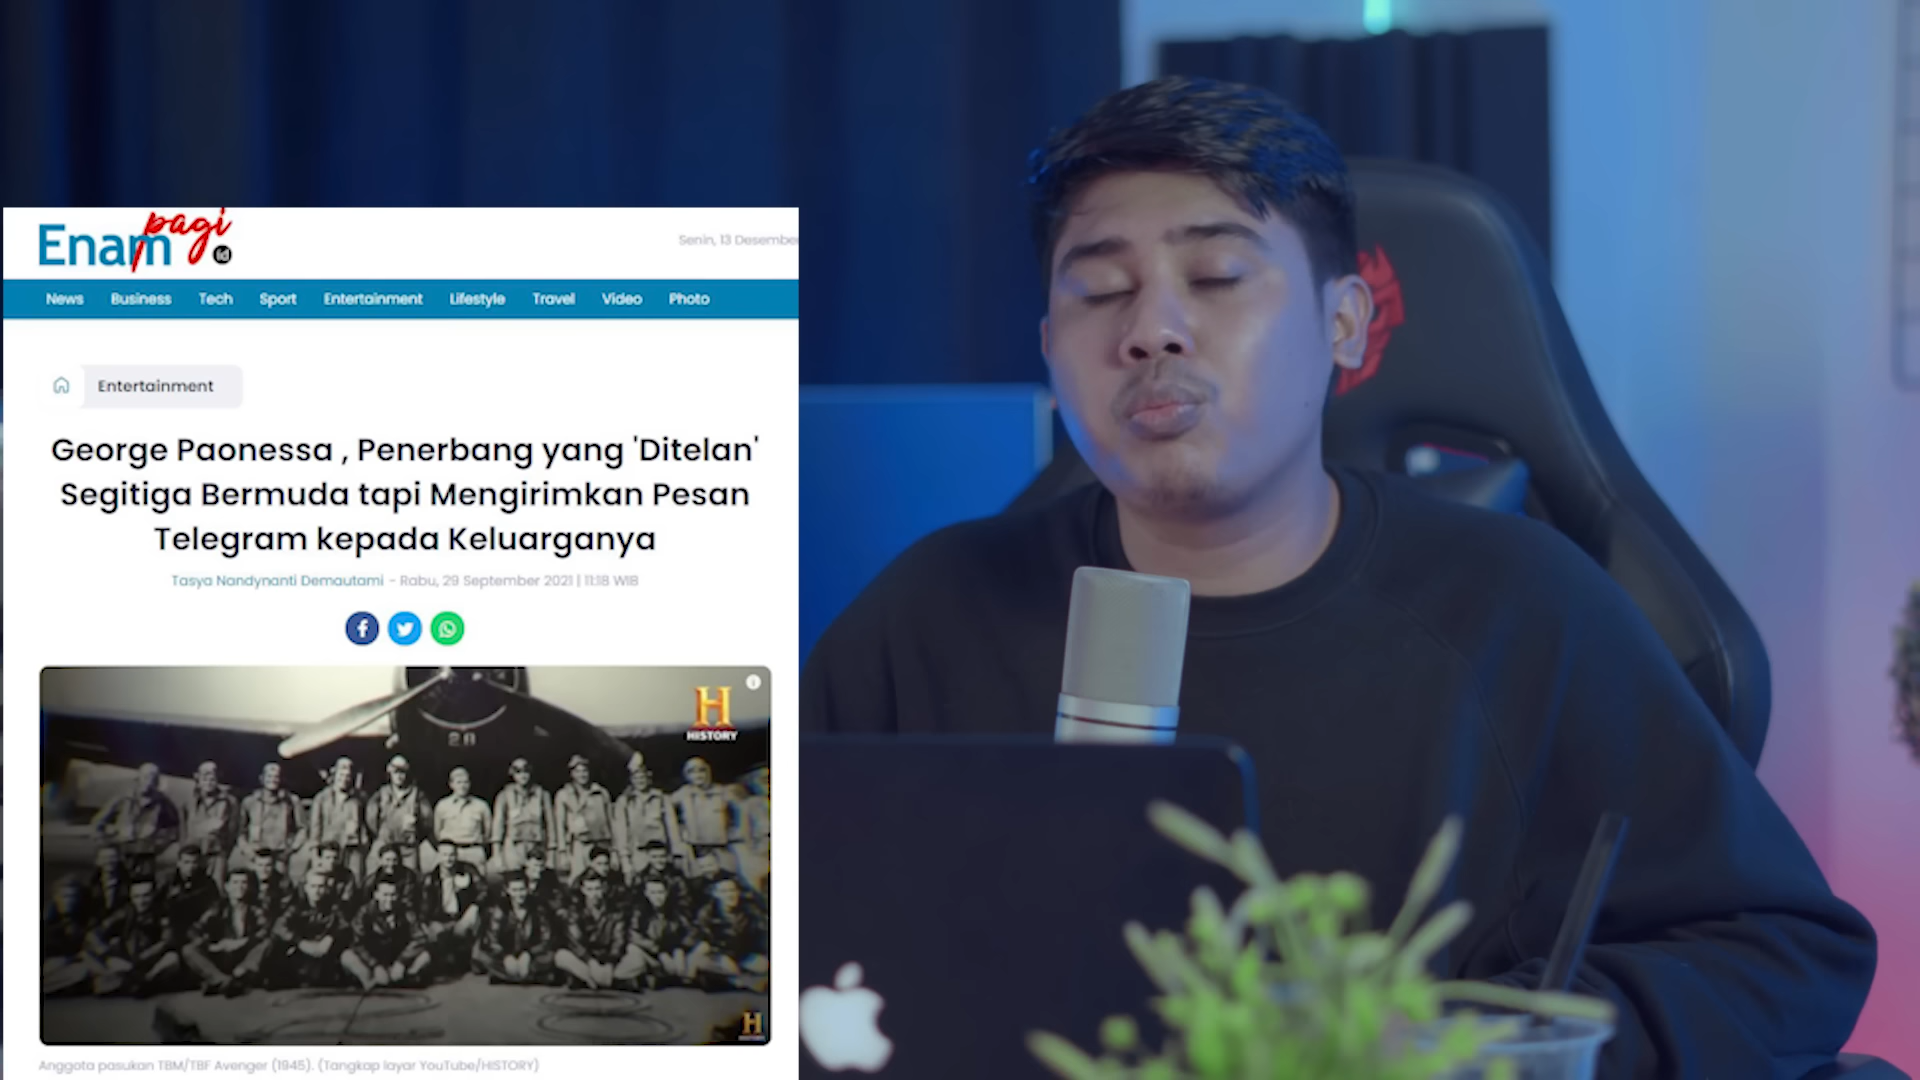 Enam pagi id
Senin, 13 Desember
News Business Tech Sport Entertainment Lifestyle Travel Video Photo
Entertainment
George Paonessa , Penerbang yang 'Ditelan'
Segitiga Bermuda tapi Mengirimkan Pesan
Telegram kepada Keluarganya
Tasya Nandynanti Demautami - Rabu, 29 September 2021 | 11:18 WIB
H
HISTORY
20
H
Anggota pasukan TBM/TBF Avenger (1945). (Tangkap layar YouTube/HISTORY)